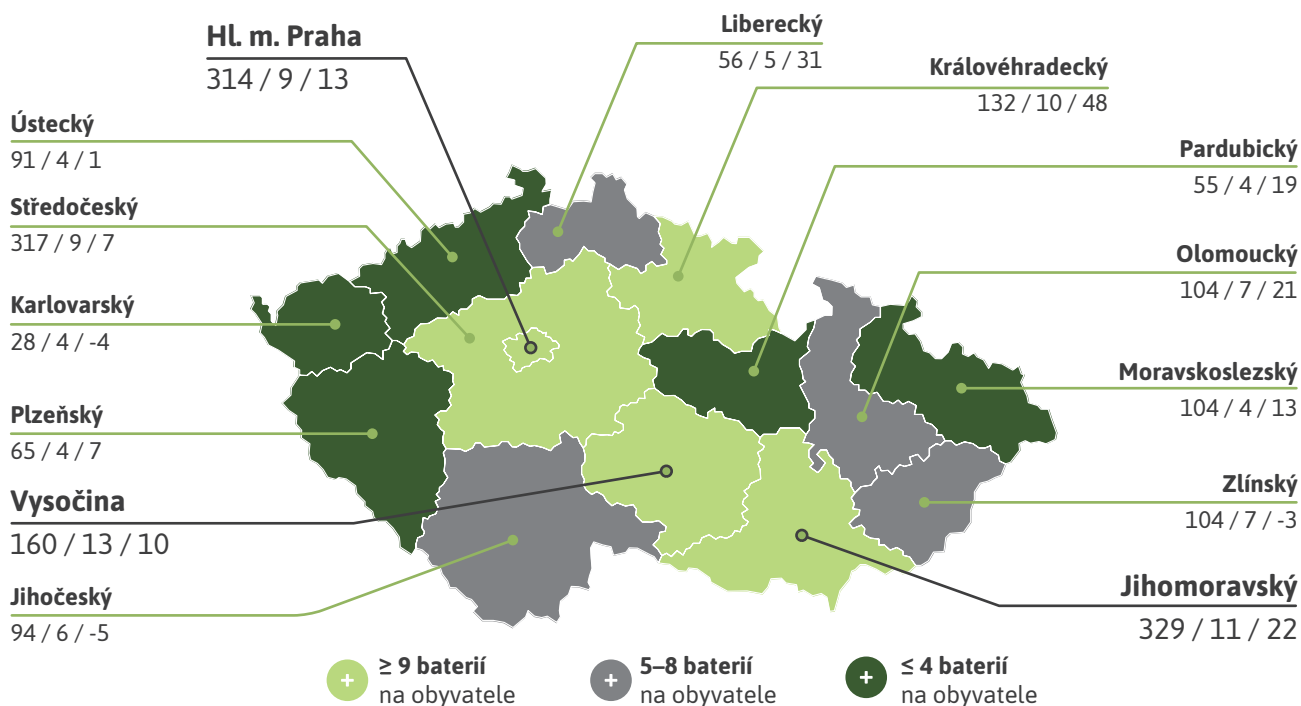 Hl. m. Praha
314 / 9 / 13
Liberecký
56 / 5 / 31
Královéhradecký
132 / 10 / 48
Ústecký
91 / 4 / 1
Pardubický
55 / 4 / 19
Středočeský
317 / 9 / 7
Olomoucký
104 / 7 / 21
Karlovarský
28 / 4 / -4
Moravskoslezský
104 / 4 / 13
Plzeňský
65 / 4 / 7
Zlínský
104 / 7 / -3
Vysočina
160 / 13 / 10
Jihomoravský
329 / 11 / 22
Jihočeský
94 / 6 / -5
≥ 9 baterií
na obyvatele
5–8 baterií
na obyvatele
≤ 4 baterií
na obyvatele